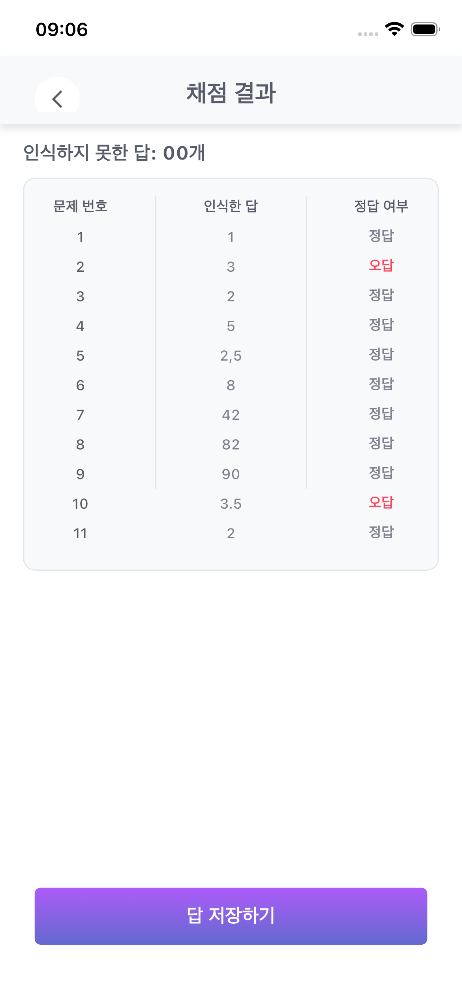 09:06
채점 결과
인식하지 못한 답: 00개
문제 번호 인식한 답 정답 여부
1 1 정답
2 3 오답
3 2 정답
4 5 정답
5 2,5 정답
6 8 정답
7 42 정답
8 82 정답
9 90 정답
10 3.5 오답
11 2 정답
답 저장하기